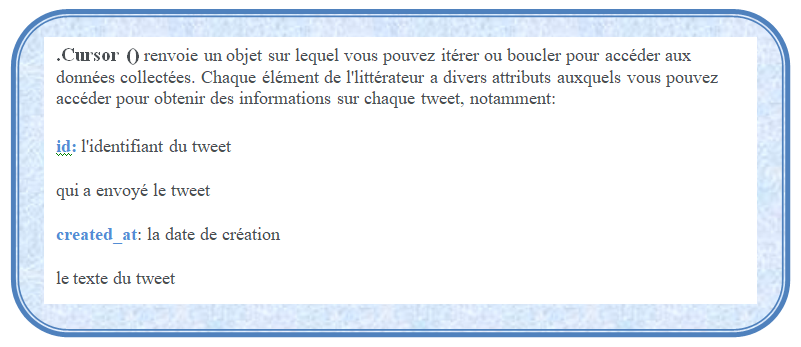 .Cursor () renvoie un objet sur lequel vous pouvez itérer ou boucler pour accéder aux
données collectées. Chaque élément de l'littérateur a divers attributs auxquels vous pouvez
accéder pour obtenir des informations sur chaque tweet, notamment:
id: l'identifiant du tweet
qui a envoyé le tweet
created_at: la date de création
le texte du tweet